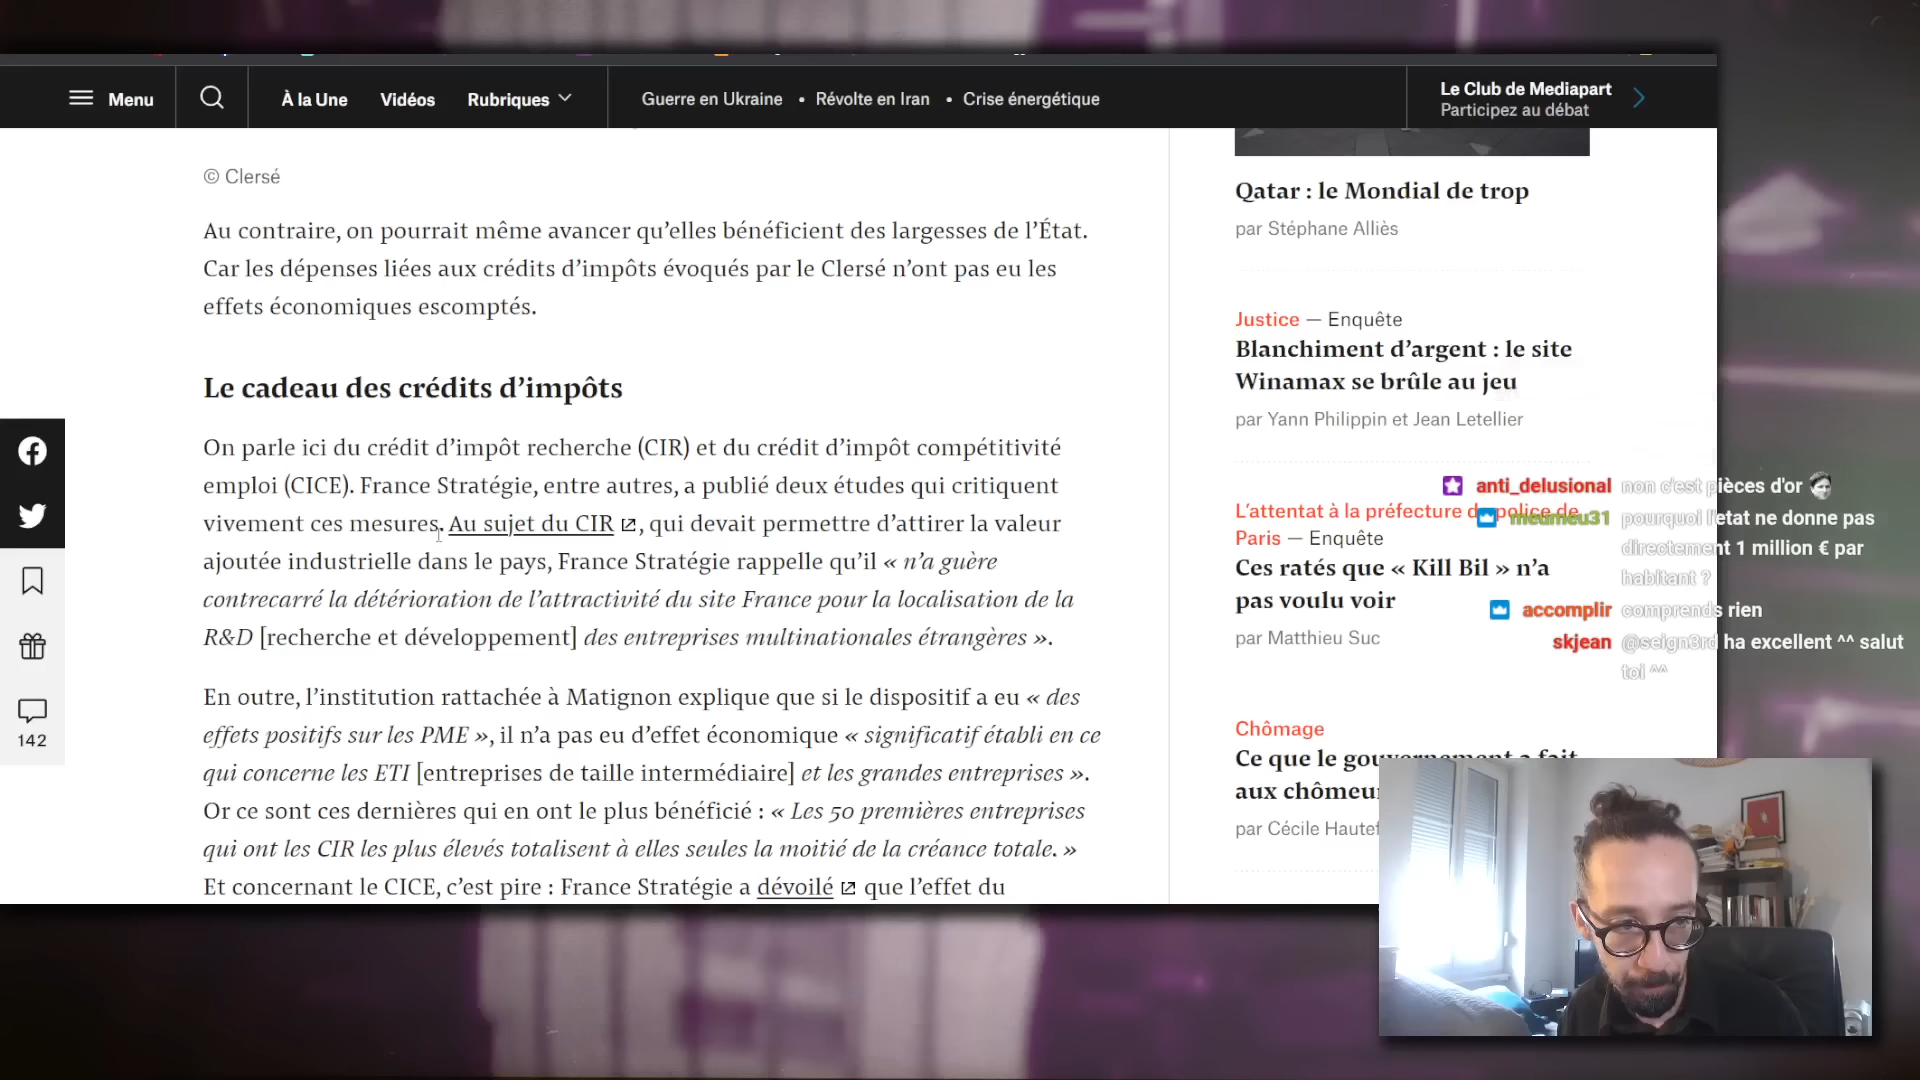 Menu
À la Une
Vidéos
Rubriques
Guerre en Ukraine • Révolte en Iran • Crise énergétique
Le Club de Mediapart
Participez au débat
© Clersé
Au contraire, on pourrait même avancer qu’elles bénéficient des largesses de l’État.
Car les dépenses liées aux crédits d’impôts évoqués par le Clersé n’ont pas eu les
effets économiques escomptés.
Le cadeau des crédits d’impôts
On parle ici du crédit d’impôt recherche (CIR) et du crédit d’impôt compétitivité
emploi (CICE). France Stratégie, entre autres, a publié deux études qui critiquent
vivement ces mesures. Au sujet du CIR , qui devait permettre d’attirer la valeur
ajoutée industrielle dans le pays, France Stratégie rappelle qu’il « n’a guère
contrecarré la détérioration de l’attractivité du site France pour la localisation de la
R&D [recherche et développement] des entreprises multinationales étrangères ».
En outre, l’institution rattachée à Matignon explique que si le dispositif a eu « des
effets positifs sur les PME », il n’a pas eu d’effet économique « significatif établi en ce
qui concerne les ETI [entreprises de taille intermédiaire] et les grandes entreprises ».
Or ce sont ces dernières qui en ont le plus bénéficié : « Les 50 premières entreprises
qui ont les CIR les plus élevés totalisent à elles seules la moitié de la créance totale. »
Et concernant le CICE, c’est pire : France Stratégie a dévoilé que l’effet du
142
Qatar : le Mondial de trop
par Stéphane Alliès
Justice — Enquête
Blanchiment d’argent : le site
Winamax se brûle au jeu
par Yann Philippin et Jean Letellier
L’attentat à la préfecture de police de
Paris — Enquête
Ces ratés que « Kill Bil » n’a
pas voulu voir
par Matthieu Suc
Chômage
Ce que le gouvernement a fait
aux chômeur
par Cécile Hautef
anti_delusional non c'est pièces d'or
meumeu31 pourquoi l'etat ne donne pas
directement 1 million € par
habitant ?
accomplir comprends rien
skjean @seign3rd ha excellent ^^ salut
toi ^^